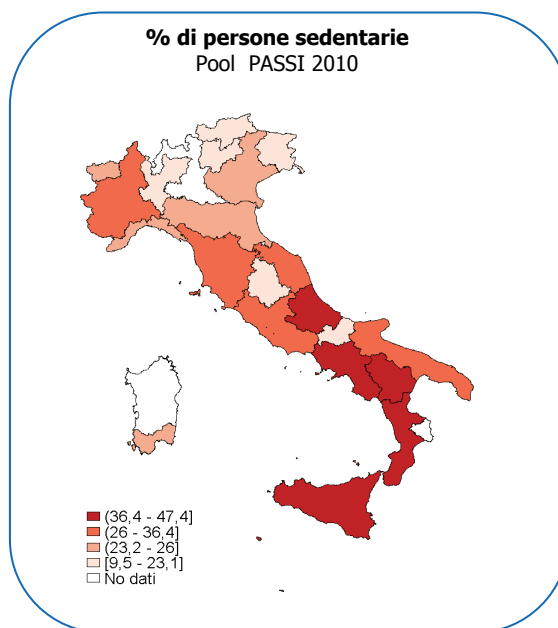 % di persone sedentarie
Pool PASSI 2010
(36,4 - 47,4]
(26 - 36,4]
(23,2 - 26]
[9,5 - 23,1]
No dati